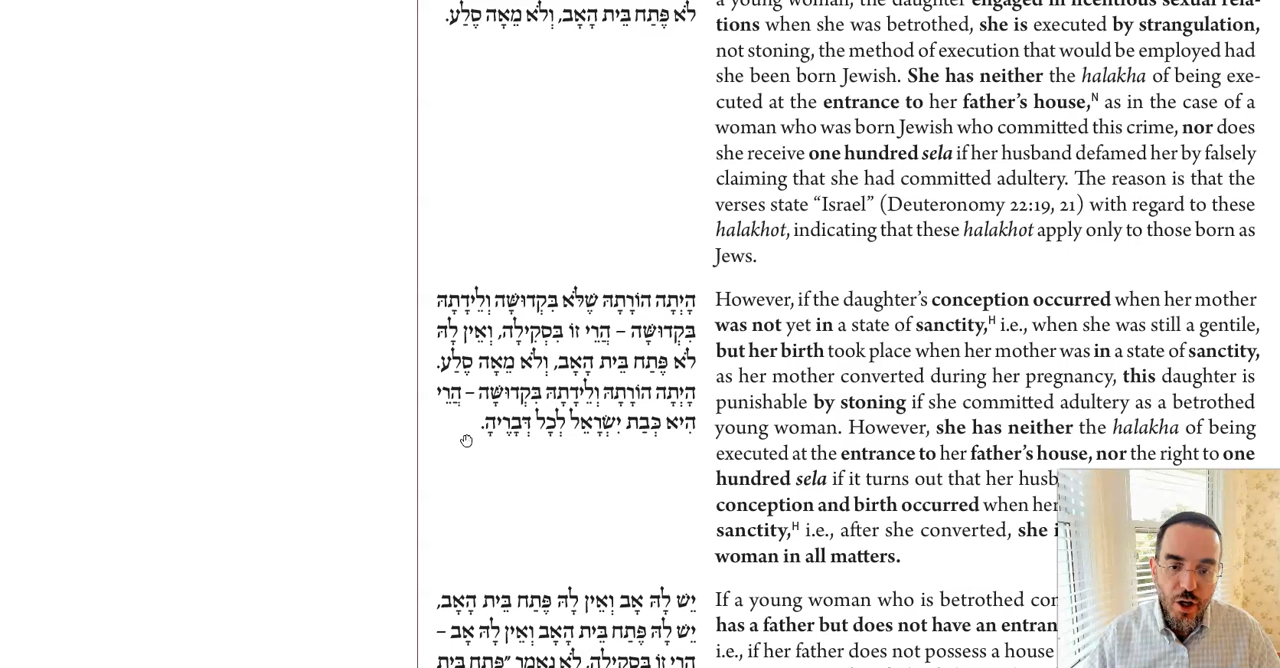 לֹא פֶּתַח בֵּית הָאָב, וְלֹא מֵאָה סֶלַע.
הָיְתָה הוֹרָתָהּ שֶׁלֹּא בִּקְדוּשָּׁה וְלֵידָתָהּ
בִּקְדוּשָּׁה – הֲרֵי זוֹ בִּסְקִילָה, וְאֵין לָהּ
לֹא פֶּתַח בֵּית הָאָב, וְלֹא מֵאָה סֶלַע.
הָיְתָה הוֹרָתָהּ וְלֵידָתָהּ בִּקְדוּשָּׁה – הֲרֵי
הִיא כְּבַת יִשְׂרָאֵל לְכָל דְּבָרֶיהָ.
יֵשׁ לָהּ אָב וְאֵין לָהּ פֶּתַח בֵּית הָאָב,
יֵשׁ לָהּ פֶּתַח בֵּית הָאָב וְאֵין לָהּ אָב –
הֲרֵי זוֹ בִּסְקִילָה, לֹא נֶאֱמַר ״פֶּתַח בֵּית
a young woman, the daughter engaged in licentious sexual rela-
tions when she was betrothed, she is executed by strangulation,
not stoning, the method of execution that would be employed had
she been born Jewish. She has neither the halakha of being exe-
cuted at the entrance to her father's house,ᴺ as in the case of a
woman who was born Jewish who committed this crime, nor does
she receive one hundred sela if her husband defamed her by falsely
claiming that she had committed adultery. The reason is that the
verses state “Israel” (Deuteronomy 22:19, 21) with regard to these
halakhot, indicating that these halakhot apply only to those born as
Jews.
However, if the daughter's conception occurred when her mother
was not yet in a state of sanctity,ᴴ i.e., when she was still a gentile,
but her birth took place when her mother was in a state of sanctity,
as her mother converted during her pregnancy, this daughter is
punishable by stoning if she committed adultery as a betrothed
young woman. However, she has neither the halakha of being
executed at the entrance to her father's house, nor the right to one
hundred sela if it turns out that her
conception and birth occurred when her
sanctity,ᴴ i.e., after she converted, she
woman in all matters.
If a young woman who is betrothed
has a father but does not have an
i.e., if her father does not possess a house